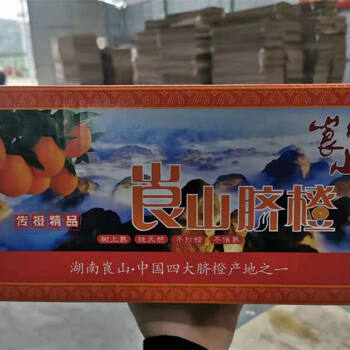 崀山
传橙精品
崀山脐橙
树上熟 纯天然 不打蜡 不催熟
湖南崀山·中国四大脐橙产地之一